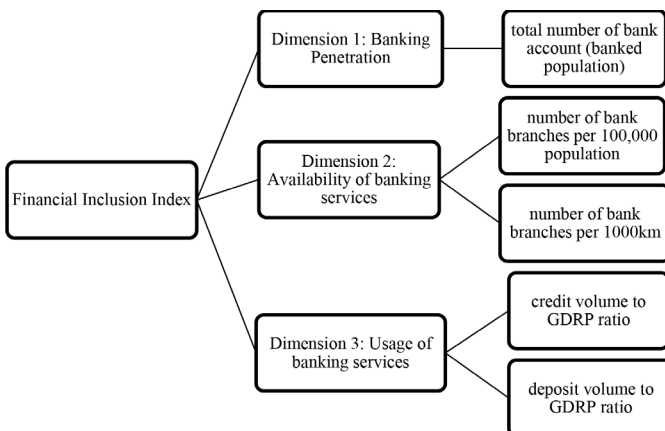 Financial Inclusion Index
Dimension 1: Banking
Penetration
total number of bank
account (banked
population)
Dimension 2:
Availability of banking
services
number of bank
branches per 100,000
population
number of bank
branches per 1000km
Dimension 3: Usage of
banking services
credit volume to
GDRP ratio
deposit volume to
GDRP ratio